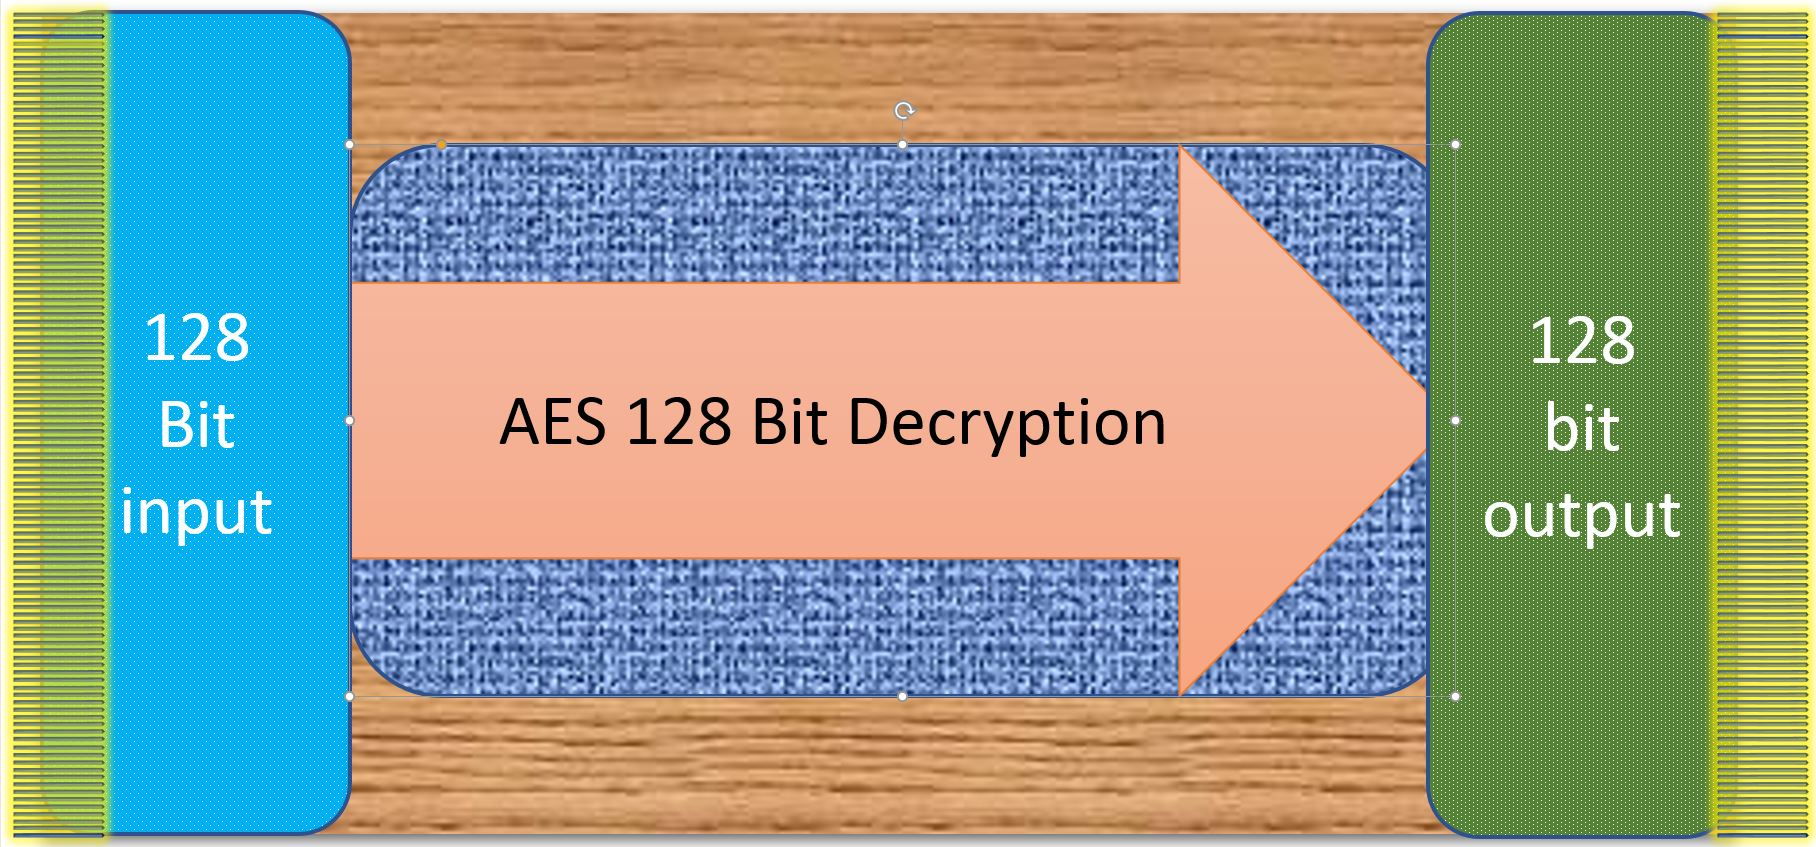 128
Bit
input
AES 128 Bit Decryption
128
bit
output